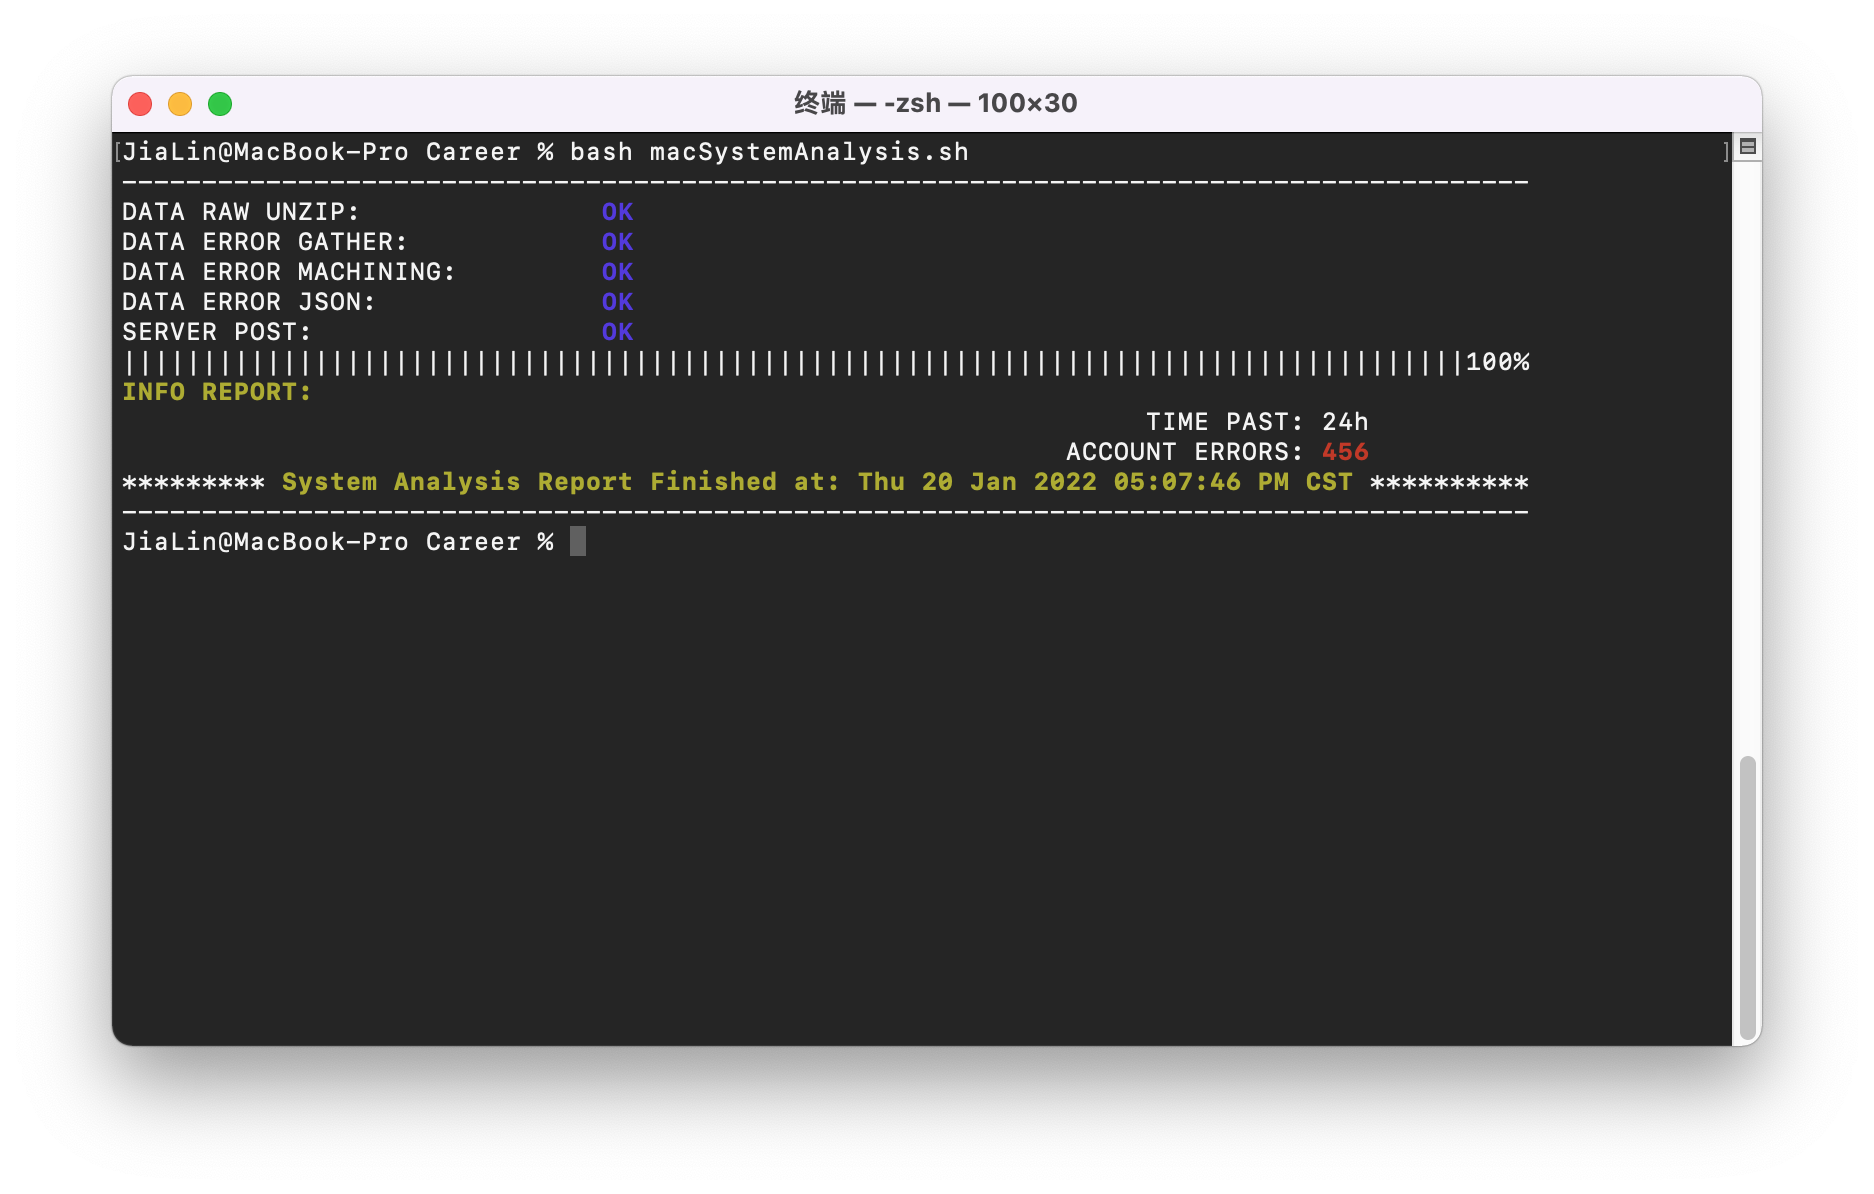 终端 — -zsh — 100×30
[JiaLin@MacBook-Pro Career % bash macSystemAnalysis.sh ]
----------------------------------------------------------------------------------------
DATA RAW UNZIP: OK
DATA ERROR GATHER: OK
DATA ERROR MACHINING: OK
DATA ERROR JSON: OK
SERVER POST: OK
||||||||||||||||||||||||||||||||||||||||||||||||||||||||||||||||||||||||||||||||||||100%
INFO REPORT:
TIME PAST: 24h
ACCOUNT ERRORS: 456
********* System Analysis Report Finished at: Thu 20 Jan 2022 05:07:46 PM CST **********
----------------------------------------------------------------------------------------
JiaLin@MacBook-Pro Career %